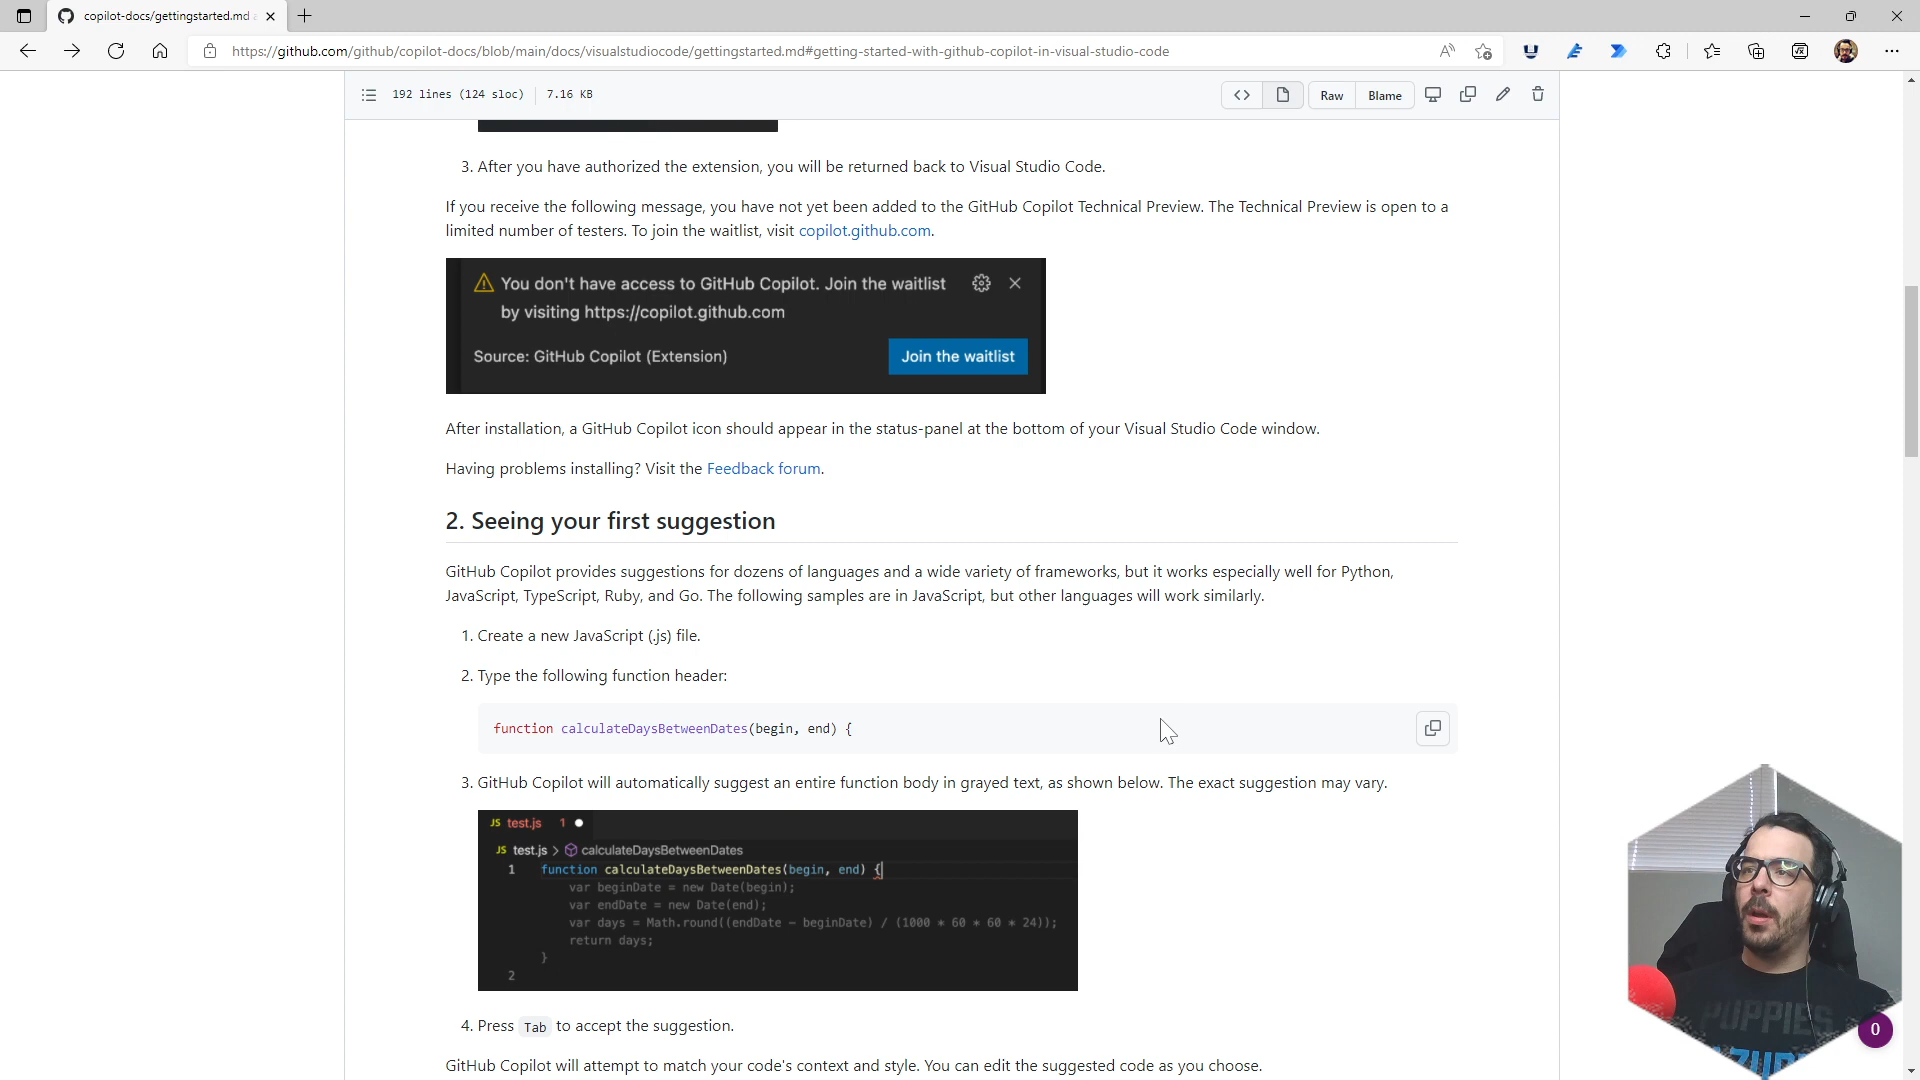 copilot-docs/gettingstarted.md
https://github.com/github/copilot-docs/blob/main/docs/visualstudiocode/gettingstarted.md#getting-started-with-github-copilot-in-visual-studio-code
192 lines (124 sloc) 7.16 KB
Raw Blame
3. After you have authorized the extension, you will be returned back to Visual Studio Code.
If you receive the following message, you have not yet been added to the GitHub Copilot Technical Preview. The Technical Preview is open to a
limited number of testers. To join the waitlist, visit copilot.github.com.
You don't have access to GitHub Copilot. Join the waitlist
by visiting https://copilot.github.com
Source: GitHub Copilot (Extension) Join the waitlist
After installation, a GitHub Copilot icon should appear in the status-panel at the bottom of your Visual Studio Code window.
Having problems installing? Visit the Feedback forum.
2. Seeing your first suggestion
GitHub Copilot provides suggestions for dozens of languages and a wide variety of frameworks, but it works especially well for Python,
JavaScript, TypeScript, Ruby, and Go. The following samples are in JavaScript, but other languages will work similarly.
1. Create a new JavaScript (.js) file.
2. Type the following function header:
function calculateDaysBetweenDates(begin, end) {
3. GitHub Copilot will automatically suggest an entire function body in grayed text, as shown below. The exact suggestion may vary.
JS test.js 1
JS test.js > calculateDaysBetweenDates
1 function calculateDaysBetweenDates(begin, end) {
var beginDate = new Date(begin);
var endDate = new Date(end);
var days = Math.round((endDate - beginDate) / (1000 * 60 * 60 * 24));
return days;
}
2
4. Press Tab to accept the suggestion.
GitHub Copilot will attempt to match your code's context and style. You can edit the suggested code as you choose.
PUPPIES
0